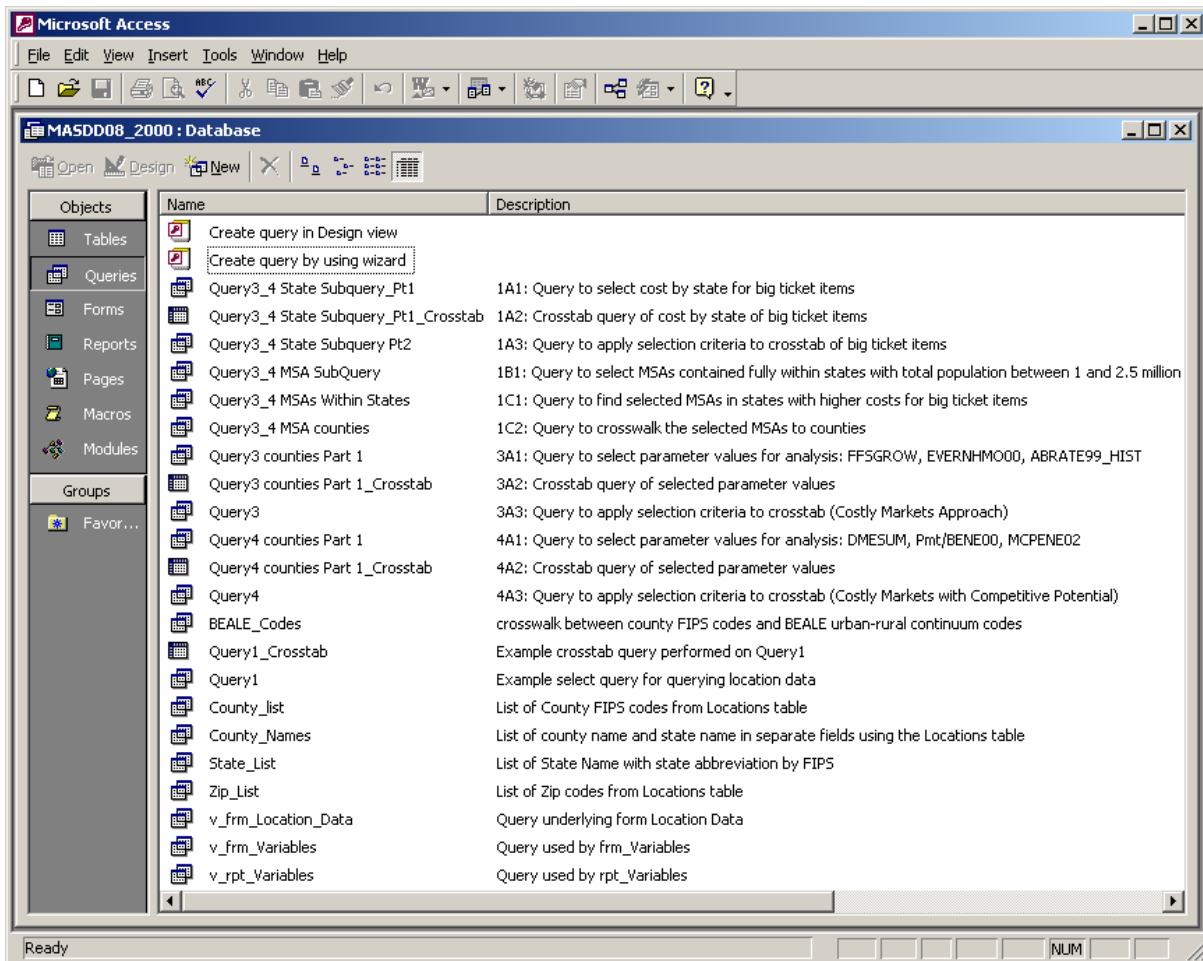 Microsoft Access
File Edit View Insert Tools Window Help
MASDD08_2000 : Database
Open Design New
Objects
Tables
Queries
Forms
Reports
Pages
Macros
Modules
Groups
Favor...
Name Description
Create query in Design view
Create query by using wizard
Query3_4 State Subquery_Pt1 1A1: Query to select cost by state for big ticket items
Query3_4 State Subquery_Pt1_Crosstab 1A2: Crosstab query of cost by state of big ticket items
Query3_4 State Subquery Pt2 1A3: Query to apply selection criteria to crosstab of big ticket items
Query3_4 MSA SubQuery 1B1: Query to select MSAs contained fully within states with total population between 1 and 2.5 million
Query3_4 MSAs Within States 1C1: Query to find selected MSAs in states with higher costs for big ticket items
Query3_4 MSA counties 1C2: Query to crosswalk the selected MSAs to counties
Query3 counties Part 1 3A1: Query to select parameter values for analysis: FFSGROW, EVERNHMO00, ABRATE99_HIST
Query3 counties Part 1_Crosstab 3A2: Crosstab query of selected parameter values
Query3 3A3: Query to apply selection criteria to crosstab (Costly Markets Approach)
Query4 counties Part 1 4A1: Query to select parameter values for analysis: DMESUM, Pmt/BENE00, MCPENE02
Query4 counties Part 1_Crosstab 4A2: Crosstab query of selected parameter values
Query4 4A3: Query to apply selection criteria to crosstab (Costly Markets with Competitive Potential)
BEALE_Codes crosswalk between county FIPS codes and BEALE urban-rural continuum codes
Query1_Crosstab Example crosstab query performed on Query1
Query1 Example select query for querying location data
County_list List of County FIPS codes from Locations table
County_Names List of county name and state name in separate fields using the Locations table
State_List List of State Name with state abbreviation by FIPS
Zip_List List of Zip codes from Locations table
v_frm_Location_Data Query underlying form Location Data
v_frm_Variables Query used by frm_Variables
v_rpt_Variables Query used by rpt_Variables
Ready NUM